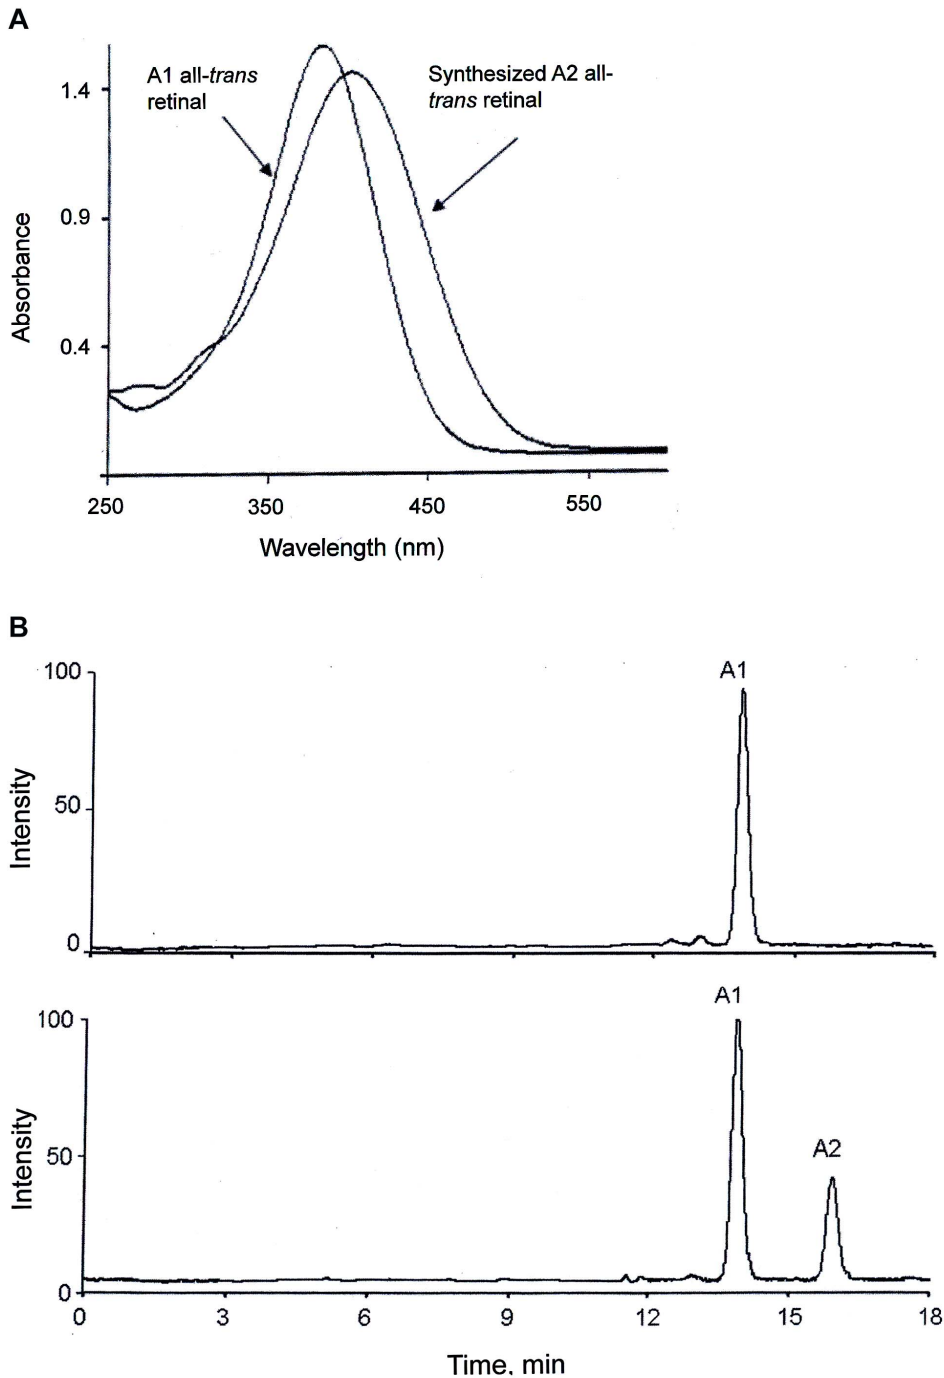 A
A1 all-trans
retinal
Synthesized A2 all-
trans retinal
1.4
0.9
0.4
Absorbance
250 350 450 550
Wavelength (nm)
B
100
50
0
Intensity
A1
100
50
0
Intensity
A1
A2
0 3 6 9 12 15 18
Time, min